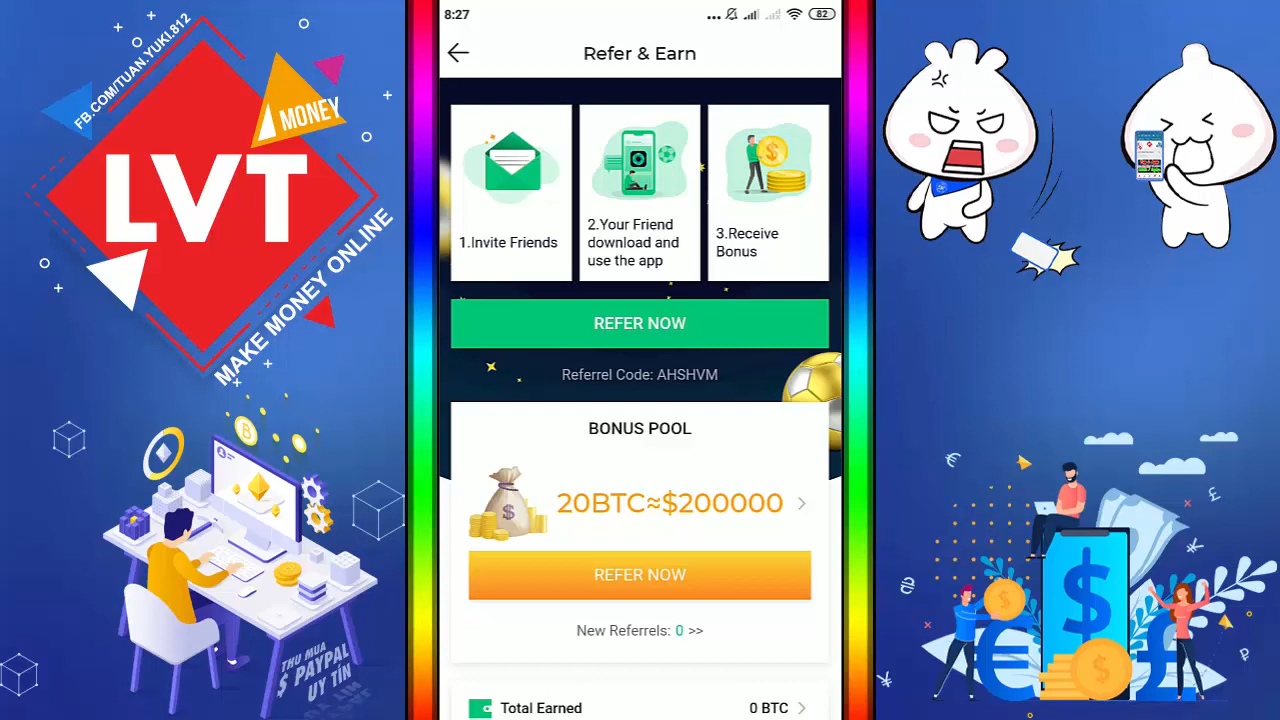 FB.COM/TUAN.YUKI.812
MONEY
LVT
MAKE MONEY ONLINE
THU MUA
$ PAYPAL
UY TÍN
8:27
82
Refer & Earn
1.Invite Friends
2.Your Friend
download and
use the app
3.Receive
Bonus
REFER NOW
Referrel Code: AHSHVM
BONUS POOL
$
20BTC≈$200000
REFER NOW
New Referrels: 0 >>
Total Earned
0 BTC